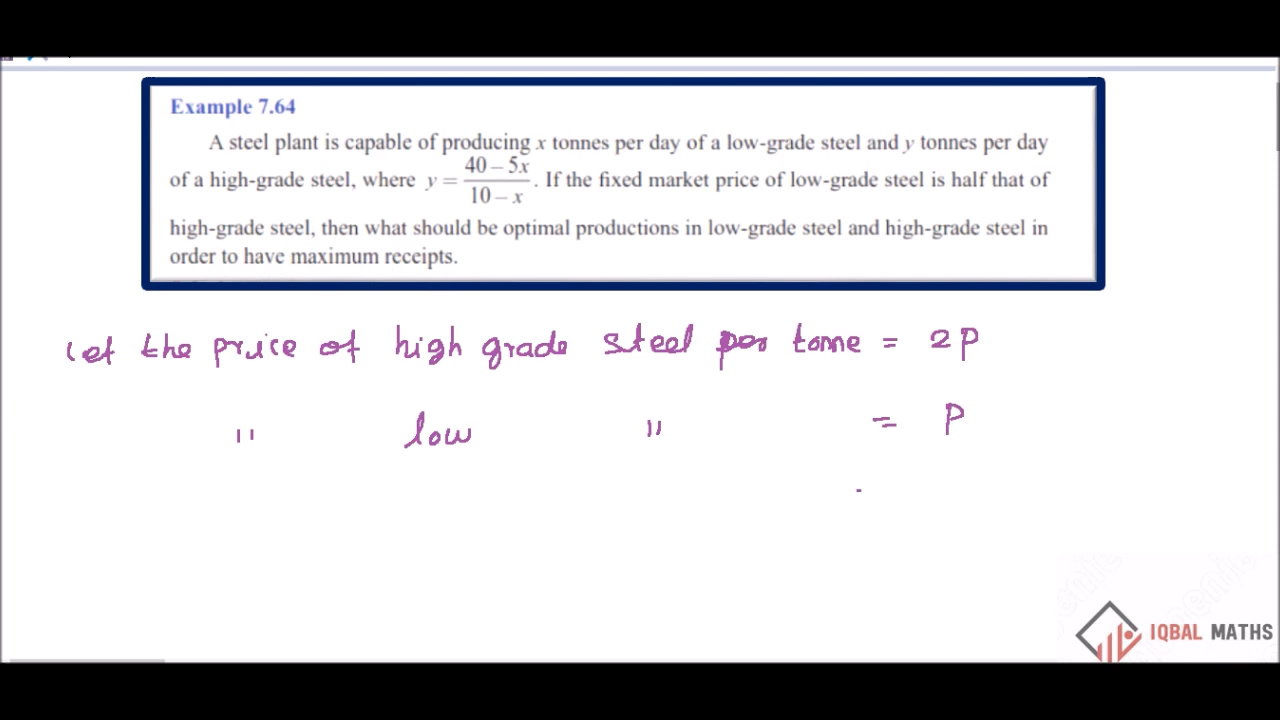 Example 7.64
A steel plant is capable of producing x tonnes per day of a low-grade steel and y tonnes per day
of a high-grade steel, where y = (40 – 5x)/(10 – x). If the fixed market price of low-grade steel is half that of
high-grade steel, then what should be optimal productions in low-grade steel and high-grade steel in
order to have maximum receipts.
Let the price of high grade steel per tonne = 2P
" low " = P
IQBAL MATHS